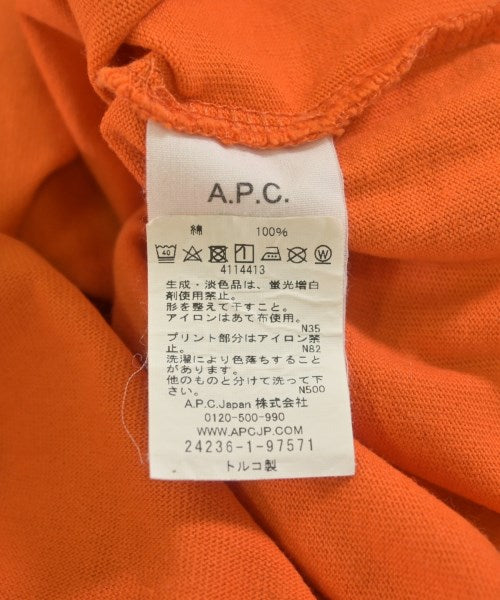 A.P.C.
綿 100%
40
4114413
生成・淡色品は、蛍光増白
剤使用禁止。
形を整えて干すこと。
アイロンはあて布使用。
N35
プリント部分はアイロン禁
止。 N82
洗濯により色落ちすること
があります。
他のものと分けて洗って下
さい。 N500
A.P.C.Japan 株式会社
0120-500-990
WWW.APCJP.COM
24236-1-97571
トルコ製